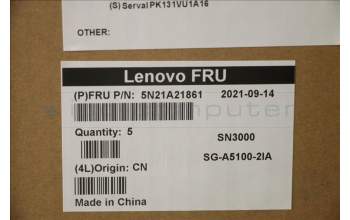 (S) Serval PK131VU1A16
OTHER:
Lenovo FRU
(P)FRU P/N: 5N21A21861 2021-09-14
Quantity: 5 SN3000
SG-A5100-2IA
(4L)Origin: CN
Made in China